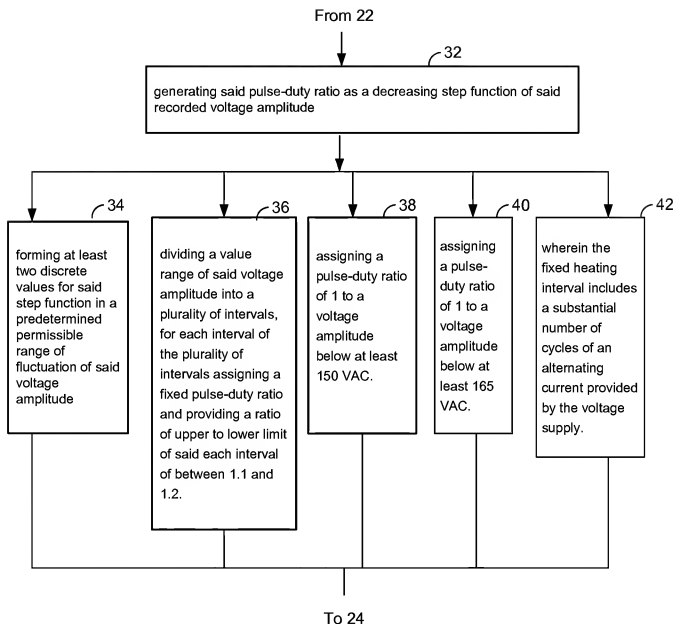 From 22
32
generating said pulse-duty ratio as a decreasing step function of said
recorded voltage amplitude
34
forming at least
two discrete
values for said
step function in a
predetermined
permissible
range of
fluctuation of said
voltage
amplitude
36
dividing a value
range of said voltage
amplitude into a
plurality of intervals,
for each interval of
the plurality of
intervals assigning a
fixed pulse-duty ratio
and providing a ratio
of upper to lower limit
of said each interval
of between 1.1 and
1.2.
38
assigning a
pulse-duty ratio
of 1 to a
voltage
amplitude
below at least
150 VAC.
40
assigning
a pulse-
duty ratio
of 1 to a
voltage
amplitude
below at
least 165
VAC.
42
wherein the
fixed heating
interval includes
a substantial
number of
cycles of an
alternating
current provided
by the voltage
supply.
To 24